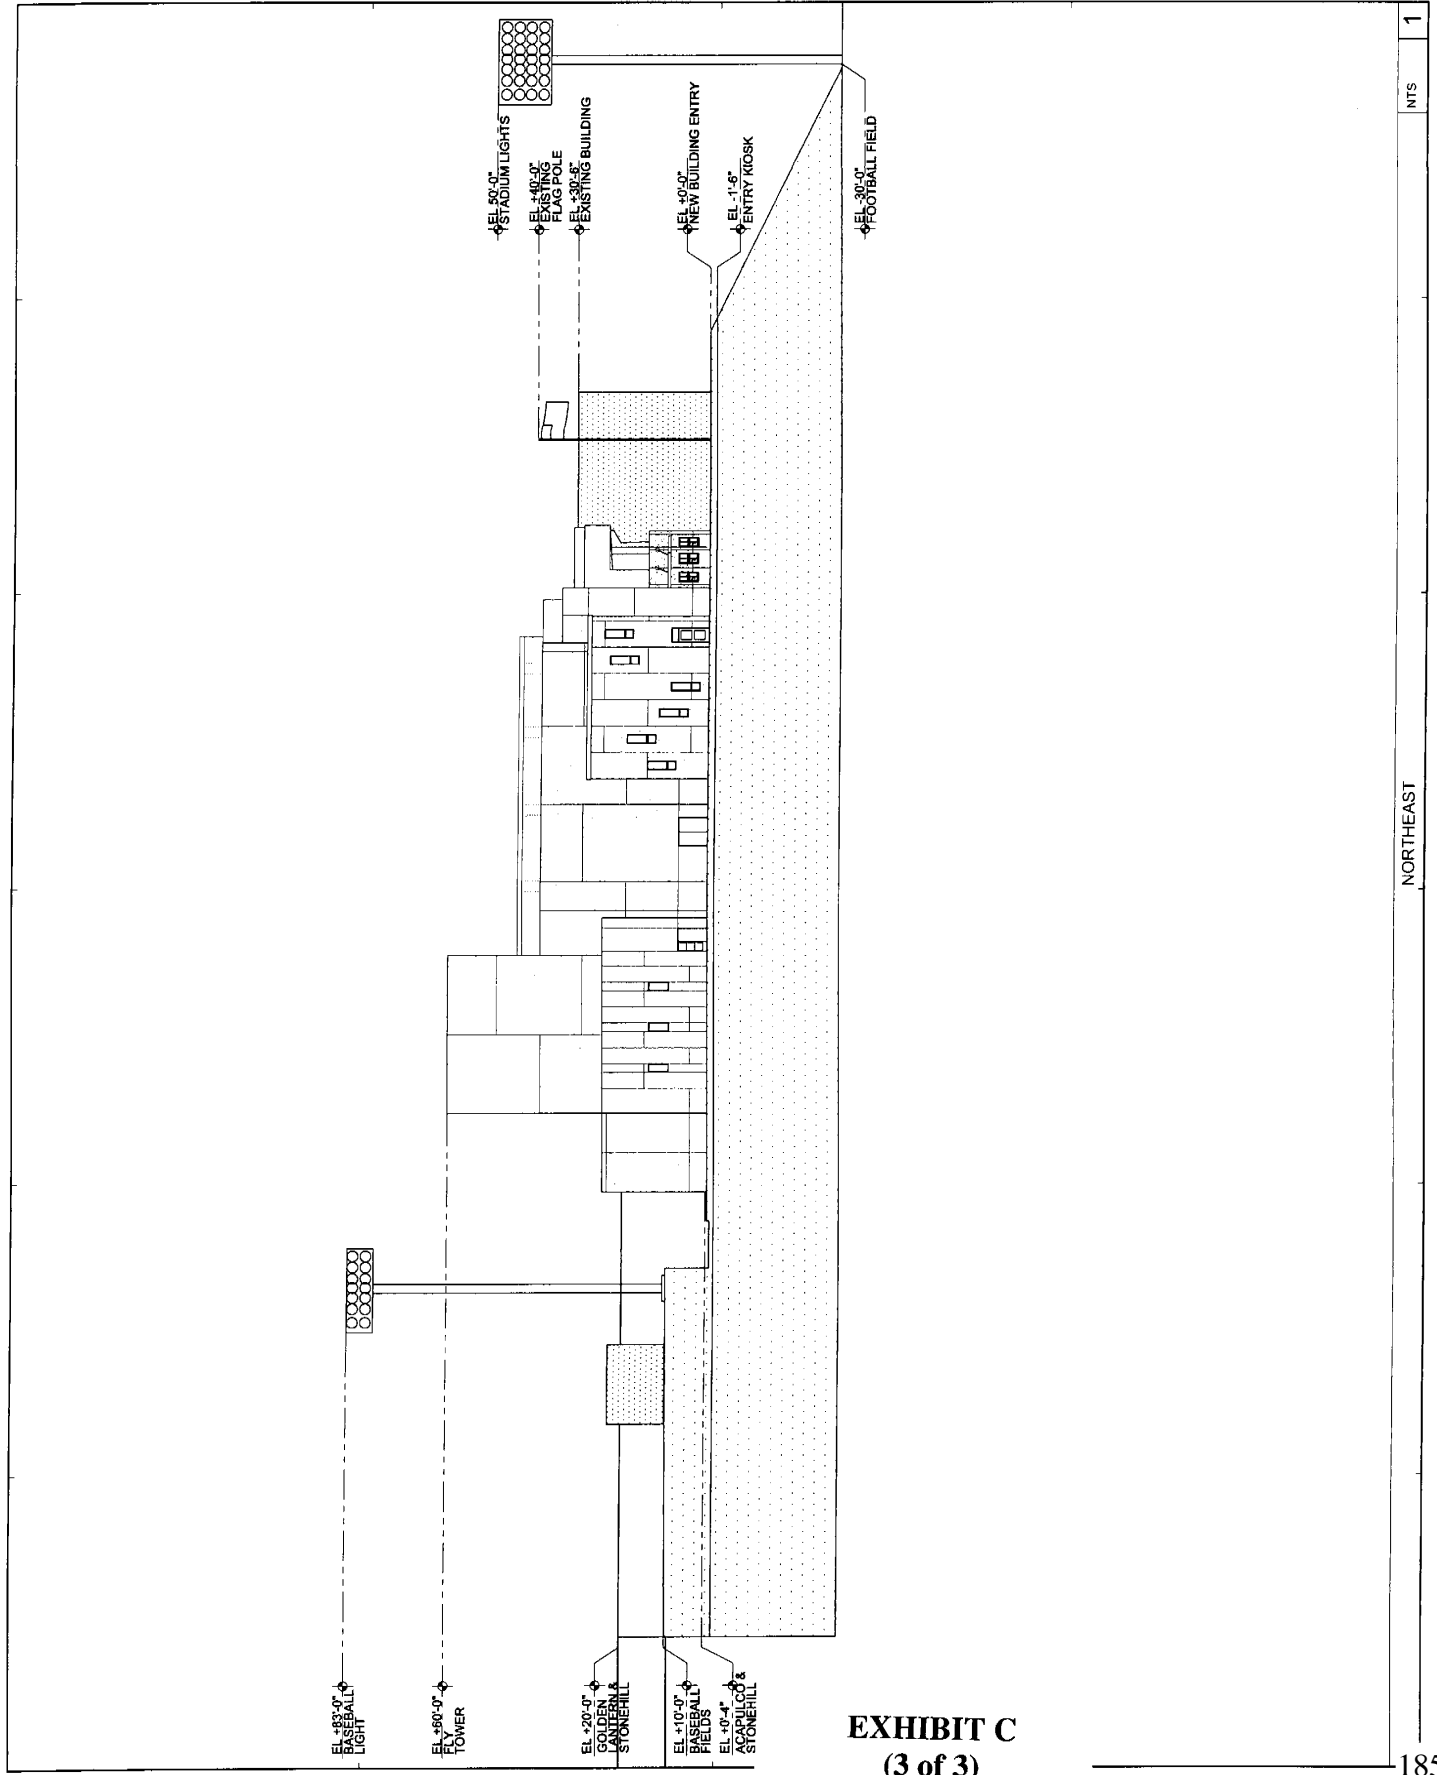 EL 50'-0"
STADIUM LIGHTS
EL +40'-0"
EXISTING
FLAG POLE
EL +30'-6"
EXISTING BUILDING
EL +0'-0"
NEW BUILDING ENTRY
EL -1'-6"
ENTRY KIOSK
EL -30'-0"
FOOTBALL FIELD
EL +83'-0"
BASEBALL
LIGHT
EL +60'-0"
FLY
TOWER
EL +20'-0"
GOLDEN
LANTERN &
STONEHILL
EL +10'-0"
BASEBALL
FIELDS
EL +0'-4"
ACAPULCO &
STONEHILL
NORTHEAST
NTS
1
EXHIBIT C
(3 of 3)
185